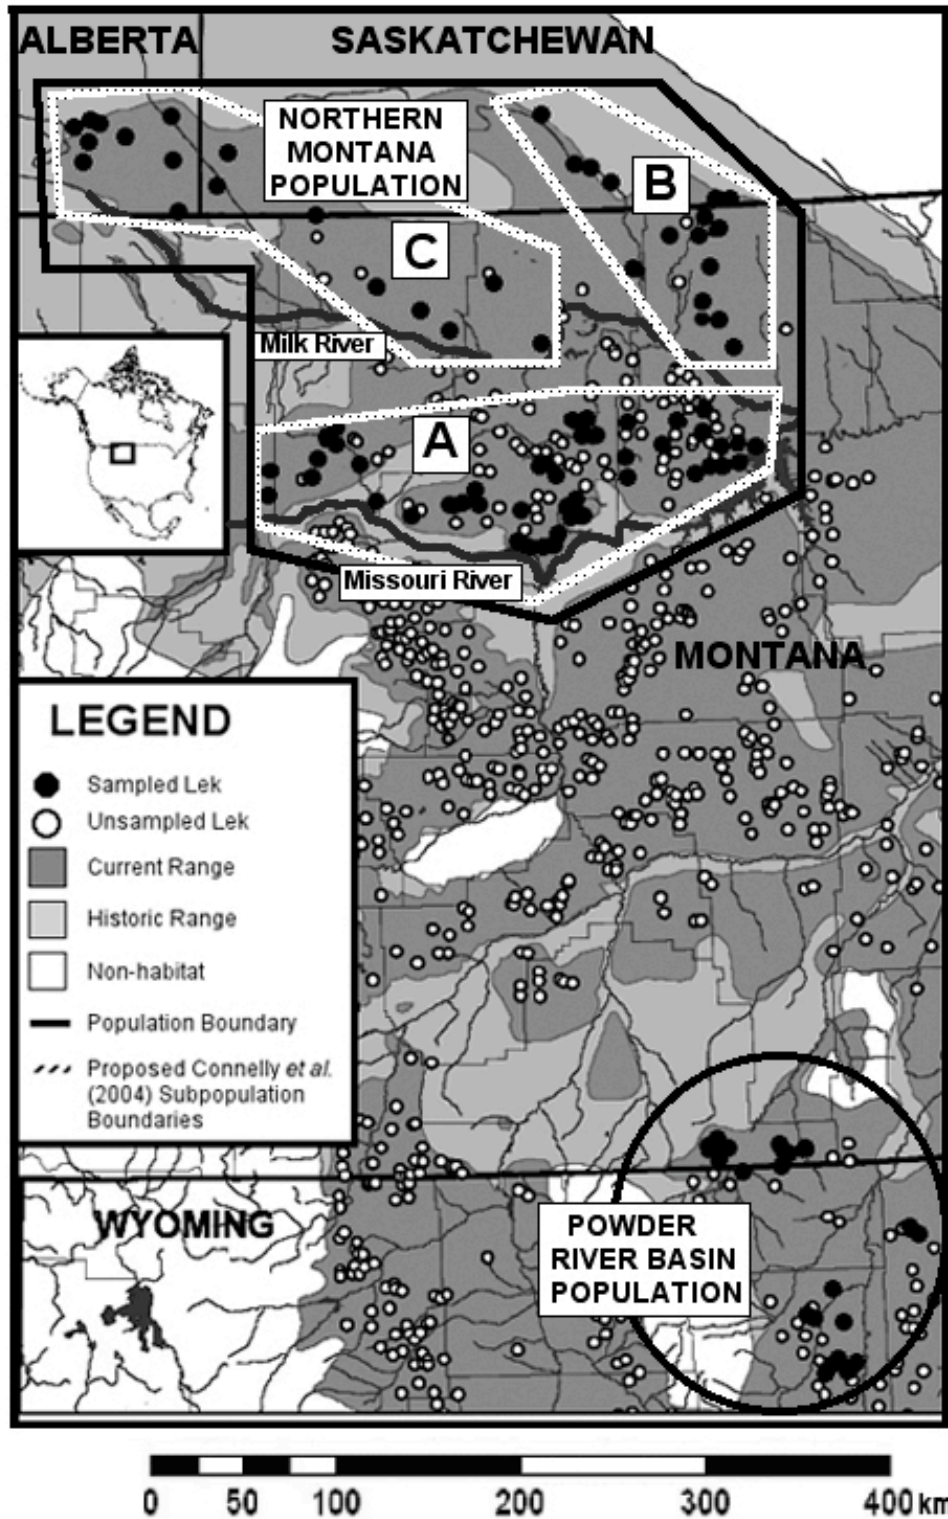 ALBERTA
SASKATCHEWAN
NORTHERN
MONTANA
POPULATION
B
C
Milk River
A
Missouri River
MONTANA
LEGEND
Sampled Lek
Unsampled Lek
Current Range
Historic Range
Non-habitat
Population Boundary
Proposed Connelly et al.
(2004) Subpopulation
Boundaries
WYOMING
POWDER
RIVER BASIN
POPULATION
0 50 100 200 300 400 km